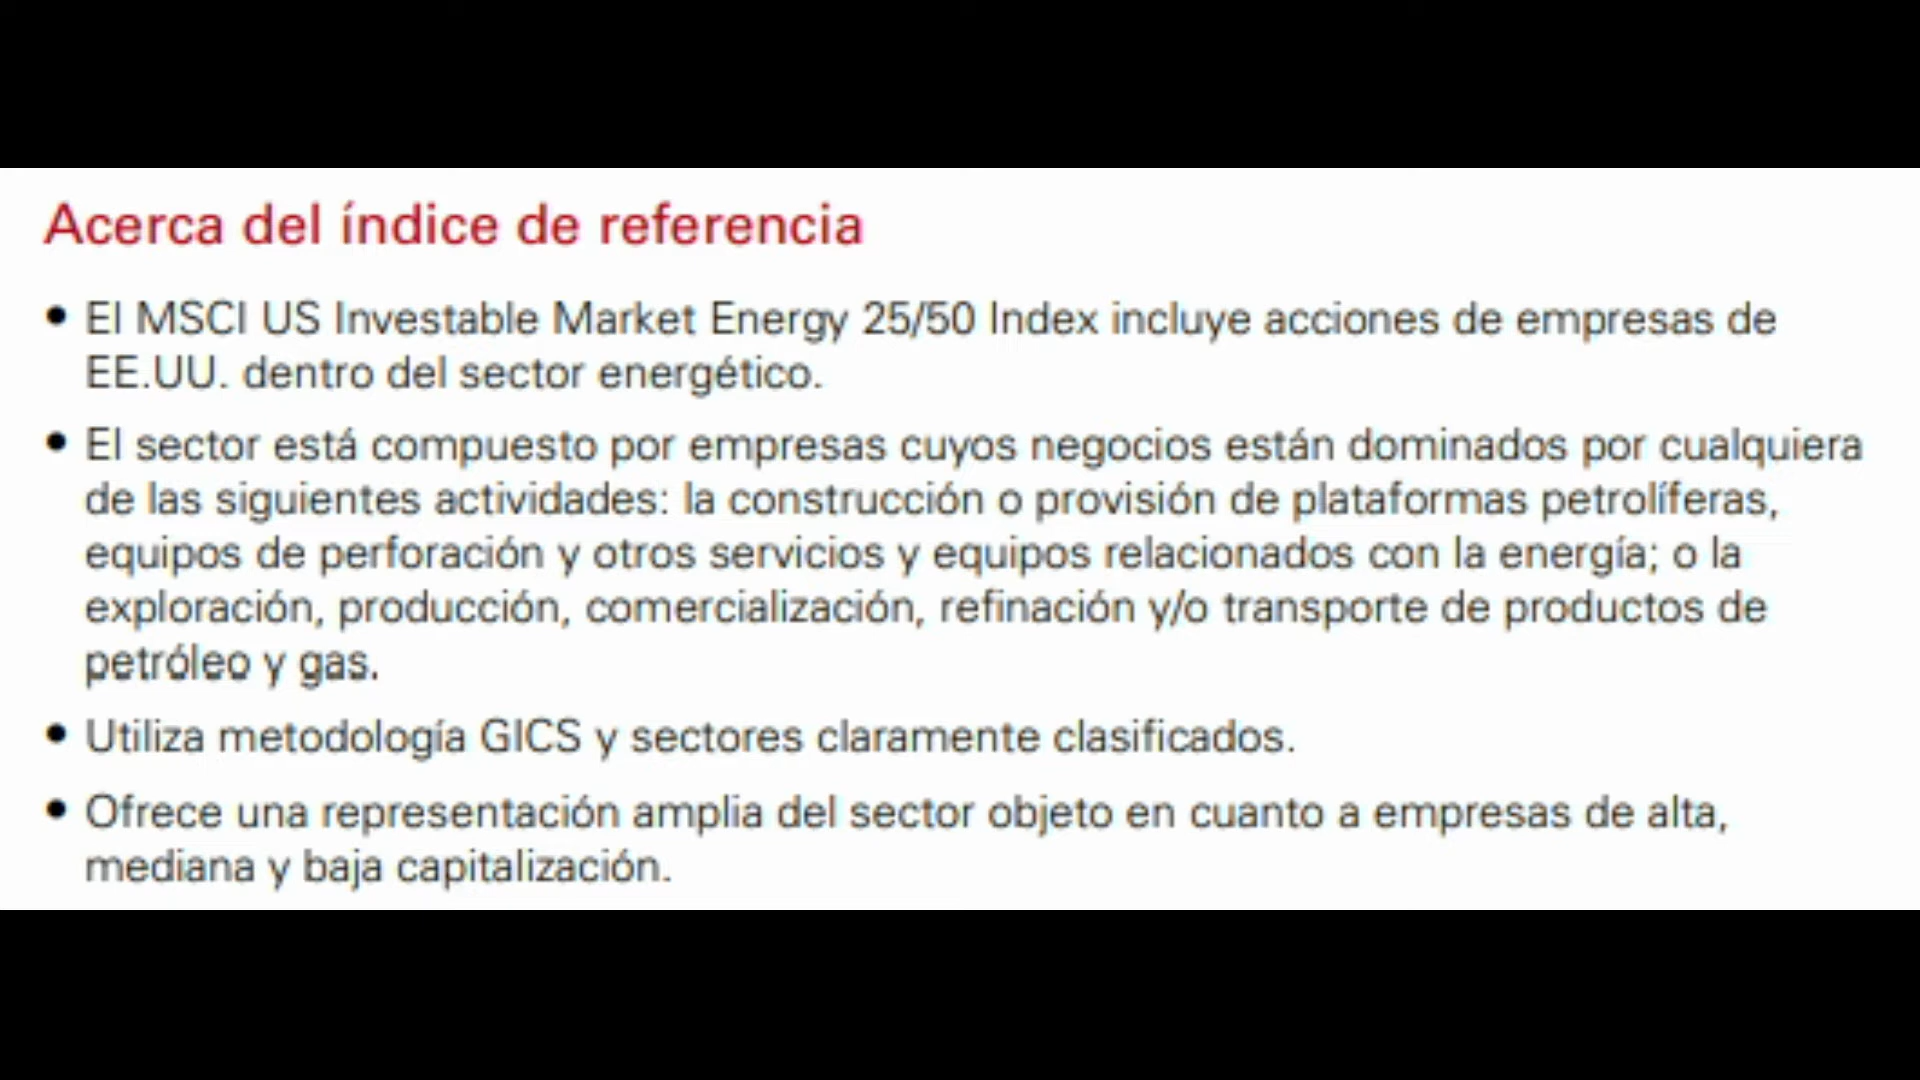 Acerca del índice de referencia
• El MSCI US Investable Market Energy 25/50 Index incluye acciones de empresas de
EE.UU. dentro del sector energético.
• El sector está compuesto por empresas cuyos negocios están dominados por cualquiera
de las siguientes actividades: la construcción o provisión de plataformas petrolíferas,
equipos de perforación y otros servicios y equipos relacionados con la energía; o la
exploración, producción, comercialización, refinación y/o transporte de productos de
petróleo y gas.
• Utiliza metodología GICS y sectores claramente clasificados.
• Ofrece una representación amplia del sector objeto en cuanto a empresas de alta,
mediana y baja capitalización.